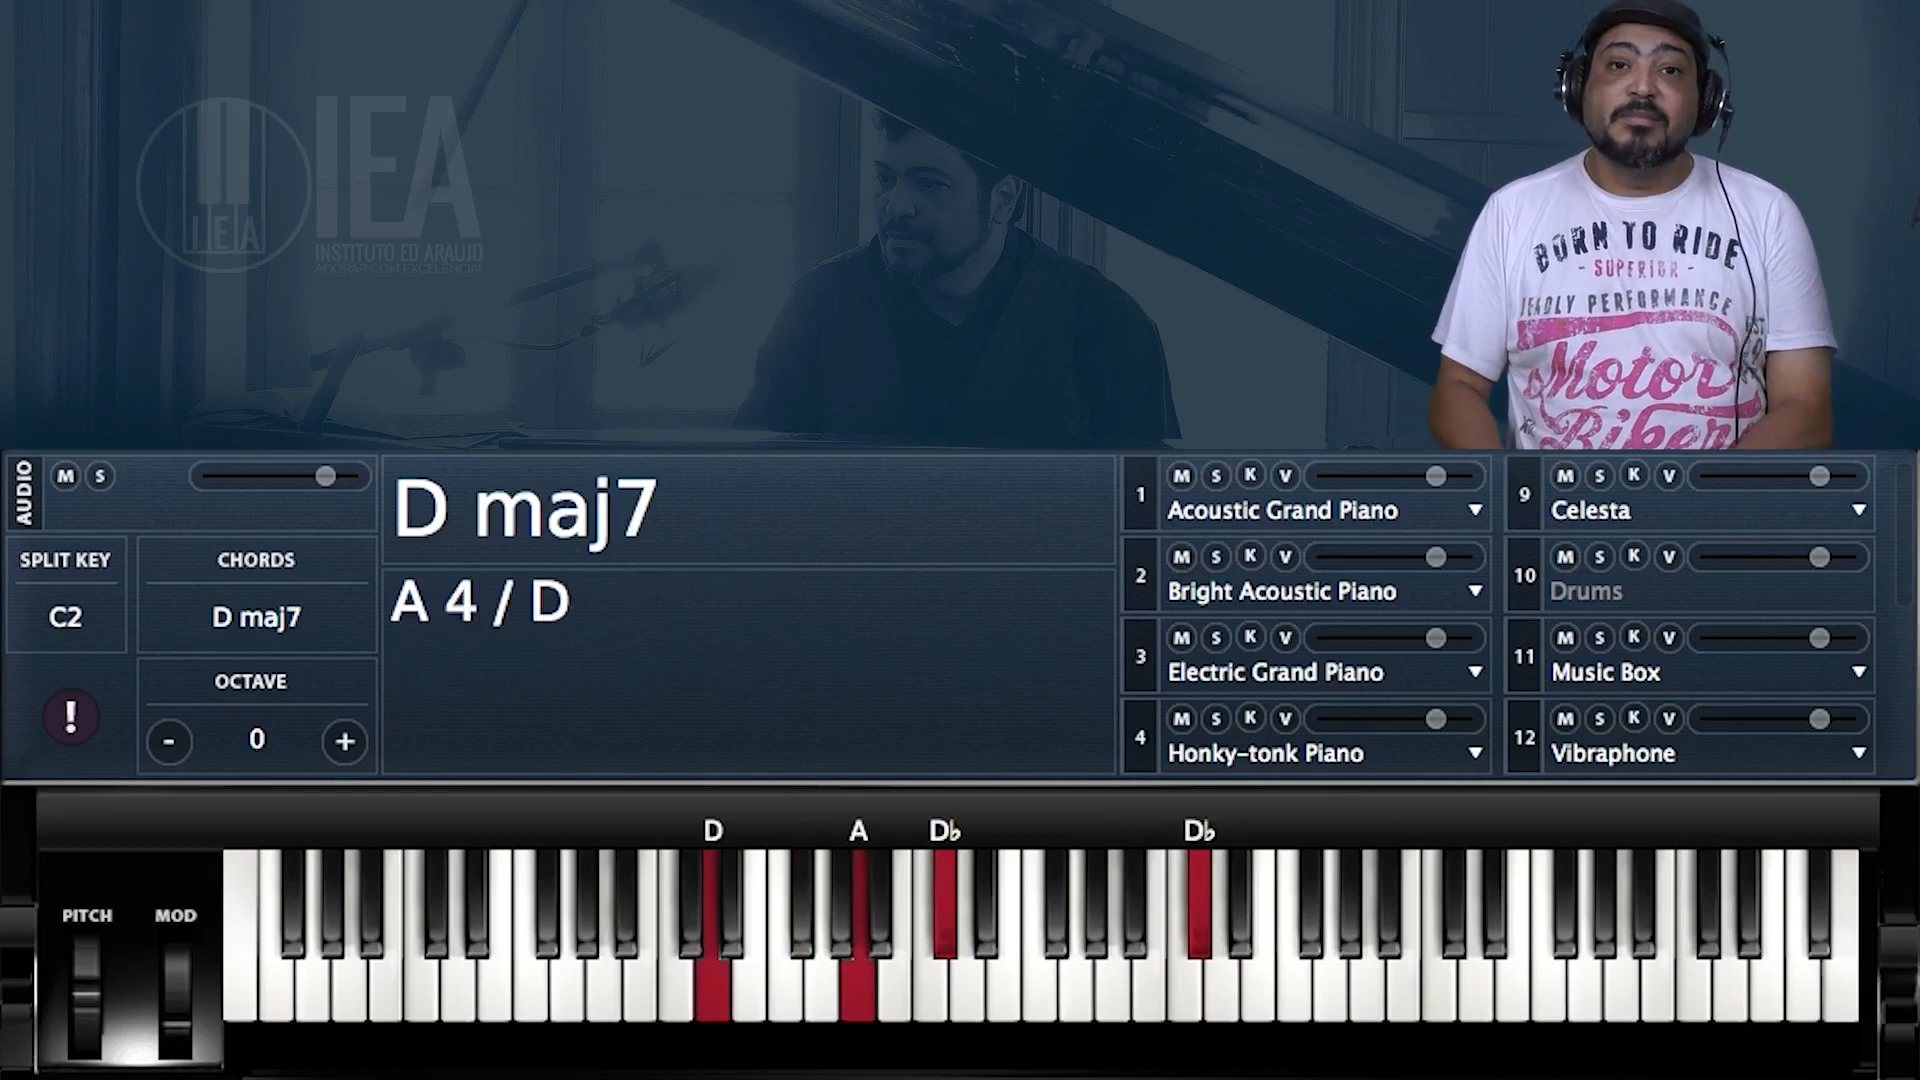 IEA
IEA
INSTITUTO ED ARAUJO
ADORAR COM EXCELÊNCIA!
BORN TO RIDE
- SUPERIOR -
DEADLY PERFORMANCE
Motor
Biker
AUDIO
M S
SPLIT KEY
C2
!
CHORDS
D maj7
OCTAVE
- 0 +
D maj7
A 4 / D
1 M S K V
Acoustic Grand Piano
2 M S K V
Bright Acoustic Piano
3 M S K V
Electric Grand Piano
4 M S K V
Honky-tonk Piano
9 M S K V
Celesta
10 M S K V
Drums
11 M S K V
Music Box
12 M S K V
Vibraphone
D A D♭ D♭
PITCH MOD